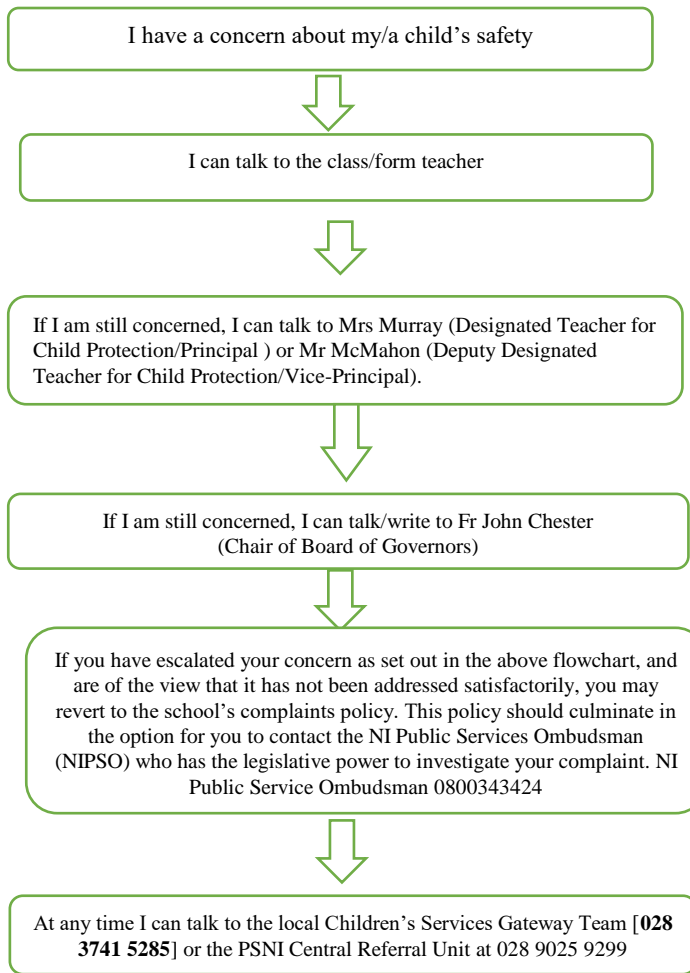 I have a concern about my/a child’s safety
I can talk to the class/form teacher
If I am still concerned, I can talk to Mrs Murray (Designated Teacher for
Child Protection/Principal ) or Mr McMahon (Deputy Designated
Teacher for Child Protection/Vice-Principal).
If I am still concerned, I can talk/write to Fr John Chester
(Chair of Board of Governors)
If you have escalated your concern as set out in the above flowchart, and
are of the view that it has not been addressed satisfactorily, you may
revert to the school’s complaints policy. This policy should culminate in
the option for you to contact the NI Public Services Ombudsman
(NIPSO) who has the legislative power to investigate your complaint. NI
Public Service Ombudsman 0800343424
At any time I can talk to the local Children’s Services Gateway Team [028
3741 5285] or the PSNI Central Referral Unit at 028 9025 9299